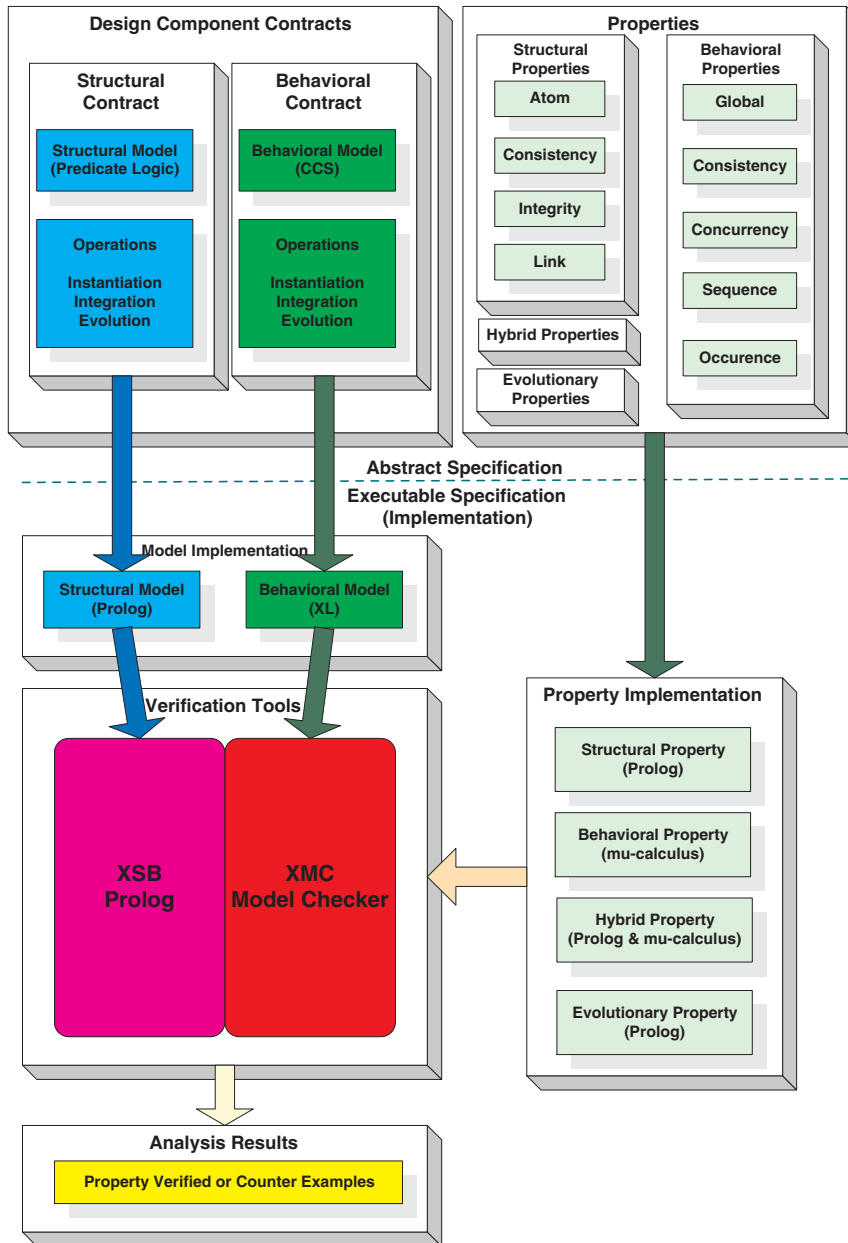 Design Component Contracts
Structural
Contract
Structural Model
(Predicate Logic)
Operations
Instantiation
Integration
Evolution
Behavioral
Contract
Behavioral Model
(CCS)
Operations
Instantiation
Integration
Evolution
Properties
Structural
Properties
Atom
Consistency
Integrity
Link
Hybrid Properties
Evolutionary
Properties
Behavioral
Properties
Global
Consistency
Concurrency
Sequence
Occurence
Abstract Specification
Executable Specification
(Implementation)
Model Implementation
Structural Model
(Prolog)
Behavioral Model
(XL)
Verification Tools
XSB
Prolog
XMC
Model Checker
Property Implementation
Structural Property
(Prolog)
Behavioral Property
(mu-calculus)
Hybrid Property
(Prolog & mu-calculus)
Evolutionary Property
(Prolog)
Analysis Results
Property Verified or Counter Examples